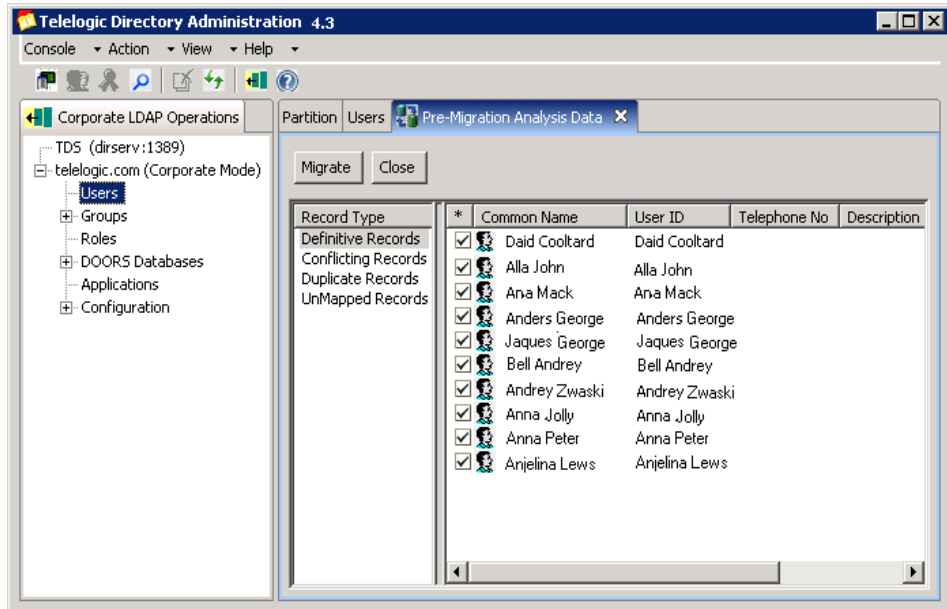 Telelogic Directory Administration 4.3
Console Action View Help
Corporate LDAP Operations
TDS (dirserv:1389)
telelogic.com (Corporate Mode)
Users
Groups
Roles
DOORS Databases
Applications
Configuration
Partition Users Pre-Migration Analysis Data
Migrate Close
Record Type
Definitive Records
Conflicting Records
Duplicate Records
UnMapped Records
* Common Name User ID Telephone No Description
Daid Cooltard Daid Cooltard
Alla John Alla John
Ana Mack Ana Mack
Anders George Anders George
Jaques George Jaques George
Bell Andrey Bell Andrey
Andrey Zwaski Andrey Zwaski
Anna Jolly Anna Jolly
Anna Peter Anna Peter
Anjelina Lews Anjelina Lews